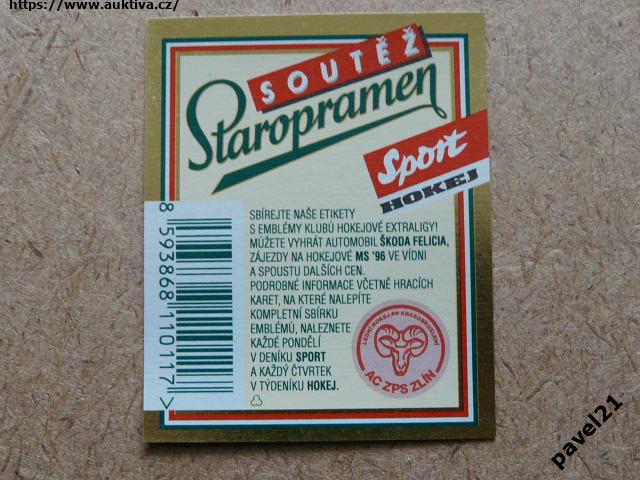 https://www.auktiva.cz/
SOUTĚŽ
Staropramen
Sport
HOKEJ
SBÍREJTE NAŠE ETIKETY
S EMBLÉMY KLUBŮ HOKEJOVÉ EXTRALIGY!
MŮŽETE VYHRÁT AUTOMOBIL ŠKODA FELICIA,
ZÁJEZDY NA HOKEJOVÉ MS '96 VE VÍDNI
A SPOUSTU DALŠÍCH CEN.
PODROBNÉ INFORMACE VČETNĚ HRACÍCH
KARET, NA KTERÉ NALEPÍTE
KOMPLETNÍ SBÍRKU
EMBLÉMŮ, NALEZNETE
KAŽDÉ PONDĚLÍ
V DENÍKU SPORT
A KAŽDÝ ČTVRTEK
V TÝDENÍKU HOKEJ.
LEDNÍ HOKEJ KRASOBRUSLENÍ
AC ZPS ZLÍN
8 593868 110117 >
pavel21